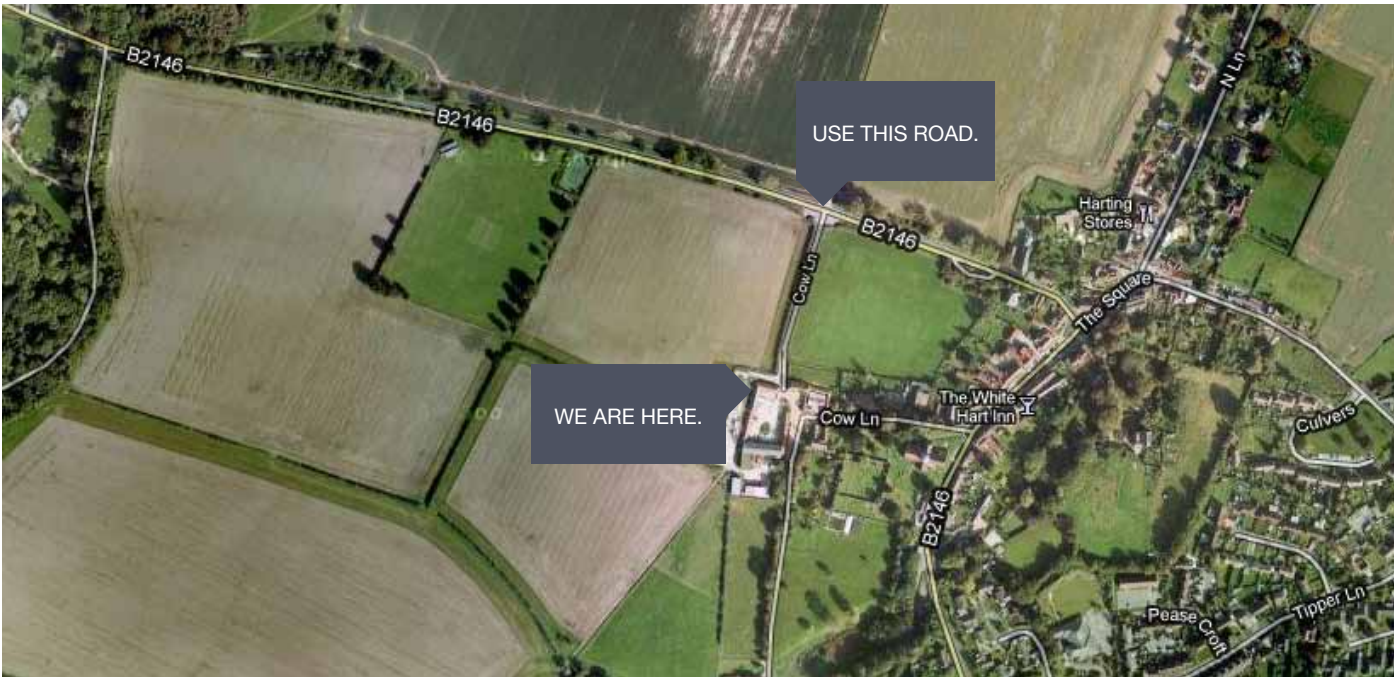 B2146
B2146
USE THIS ROAD.
N Ln
Harting
Stores
B2146
Cow Ln
The Square
WE ARE HERE.
The White
Hart Inn
Cow Ln
Culvers
B2146
Pease Croft
Tipper Ln